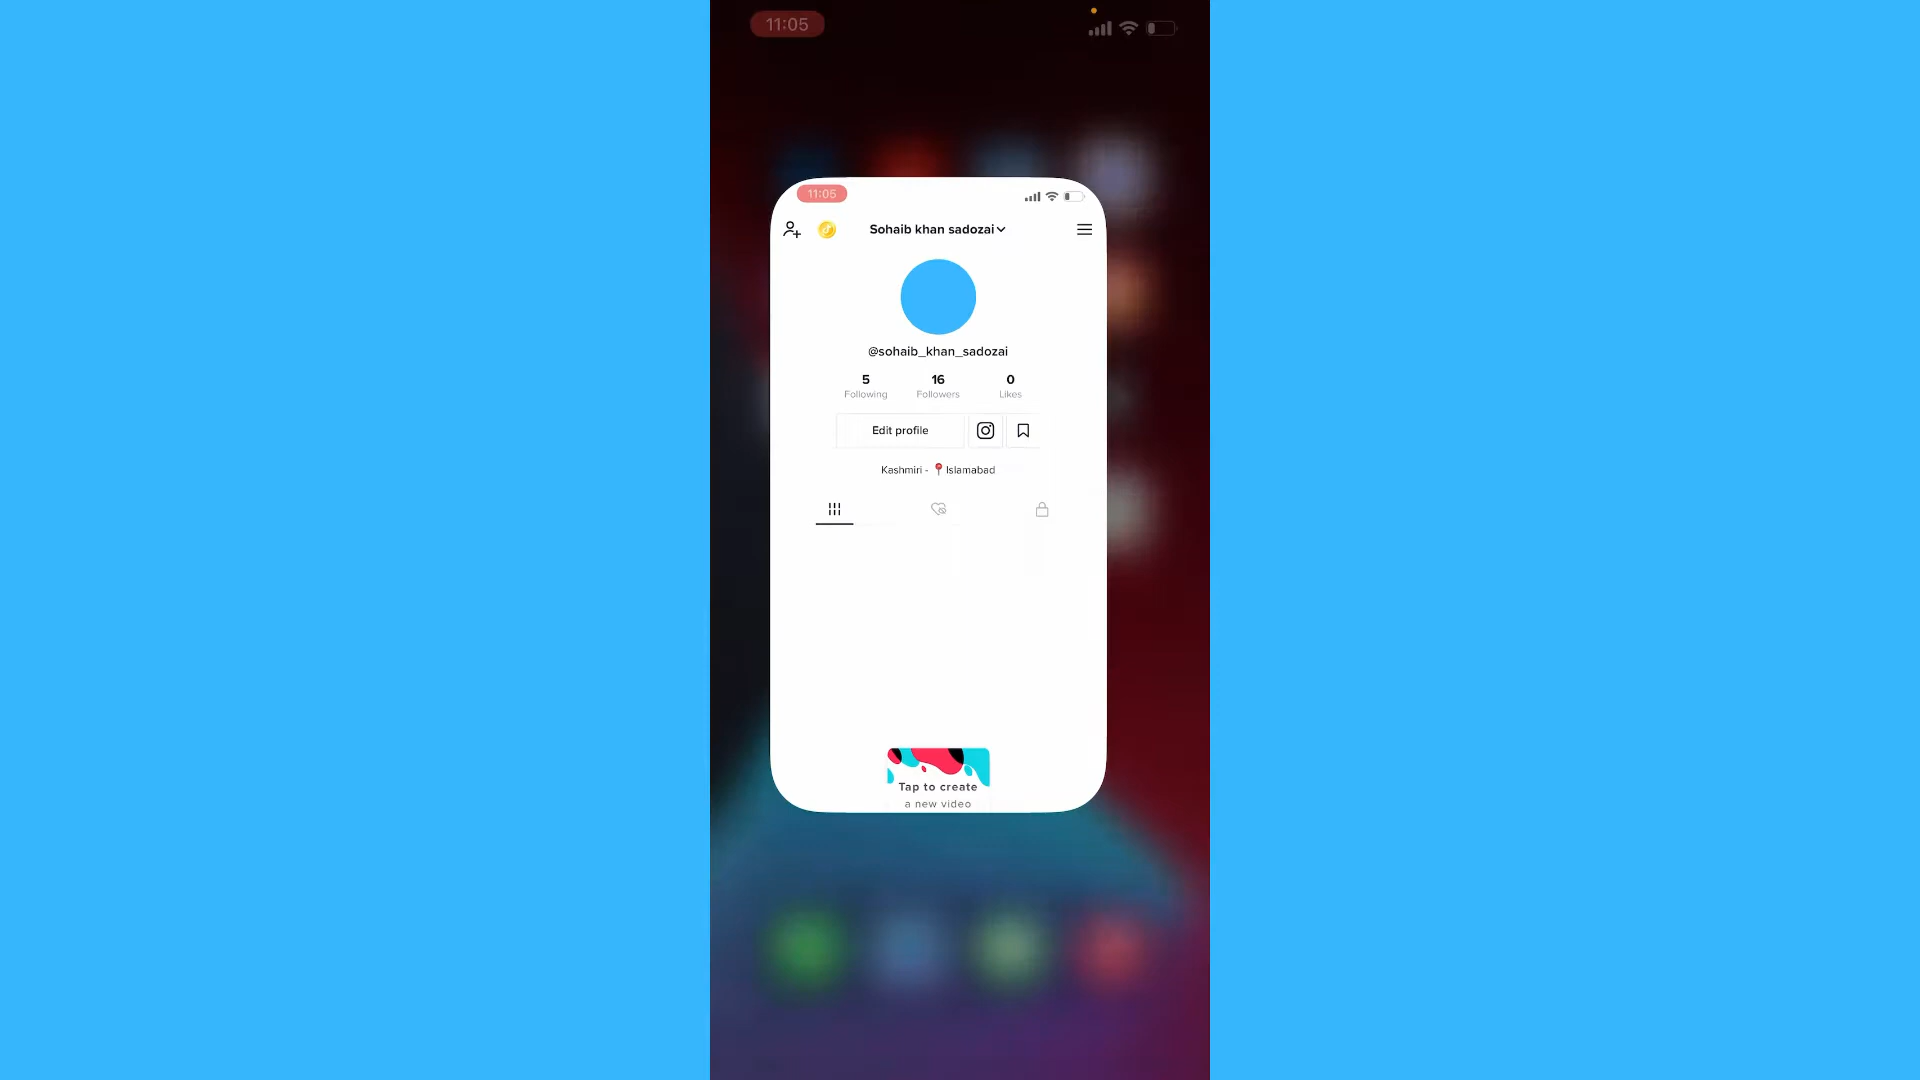 11:05
11:05
Sohaib khan sadozai
@sohaib_khan_sadozai
5 16 0
Following Followers Likes
Edit profile
Kashmiri - 📍Islamabad
Tap to create
a new video